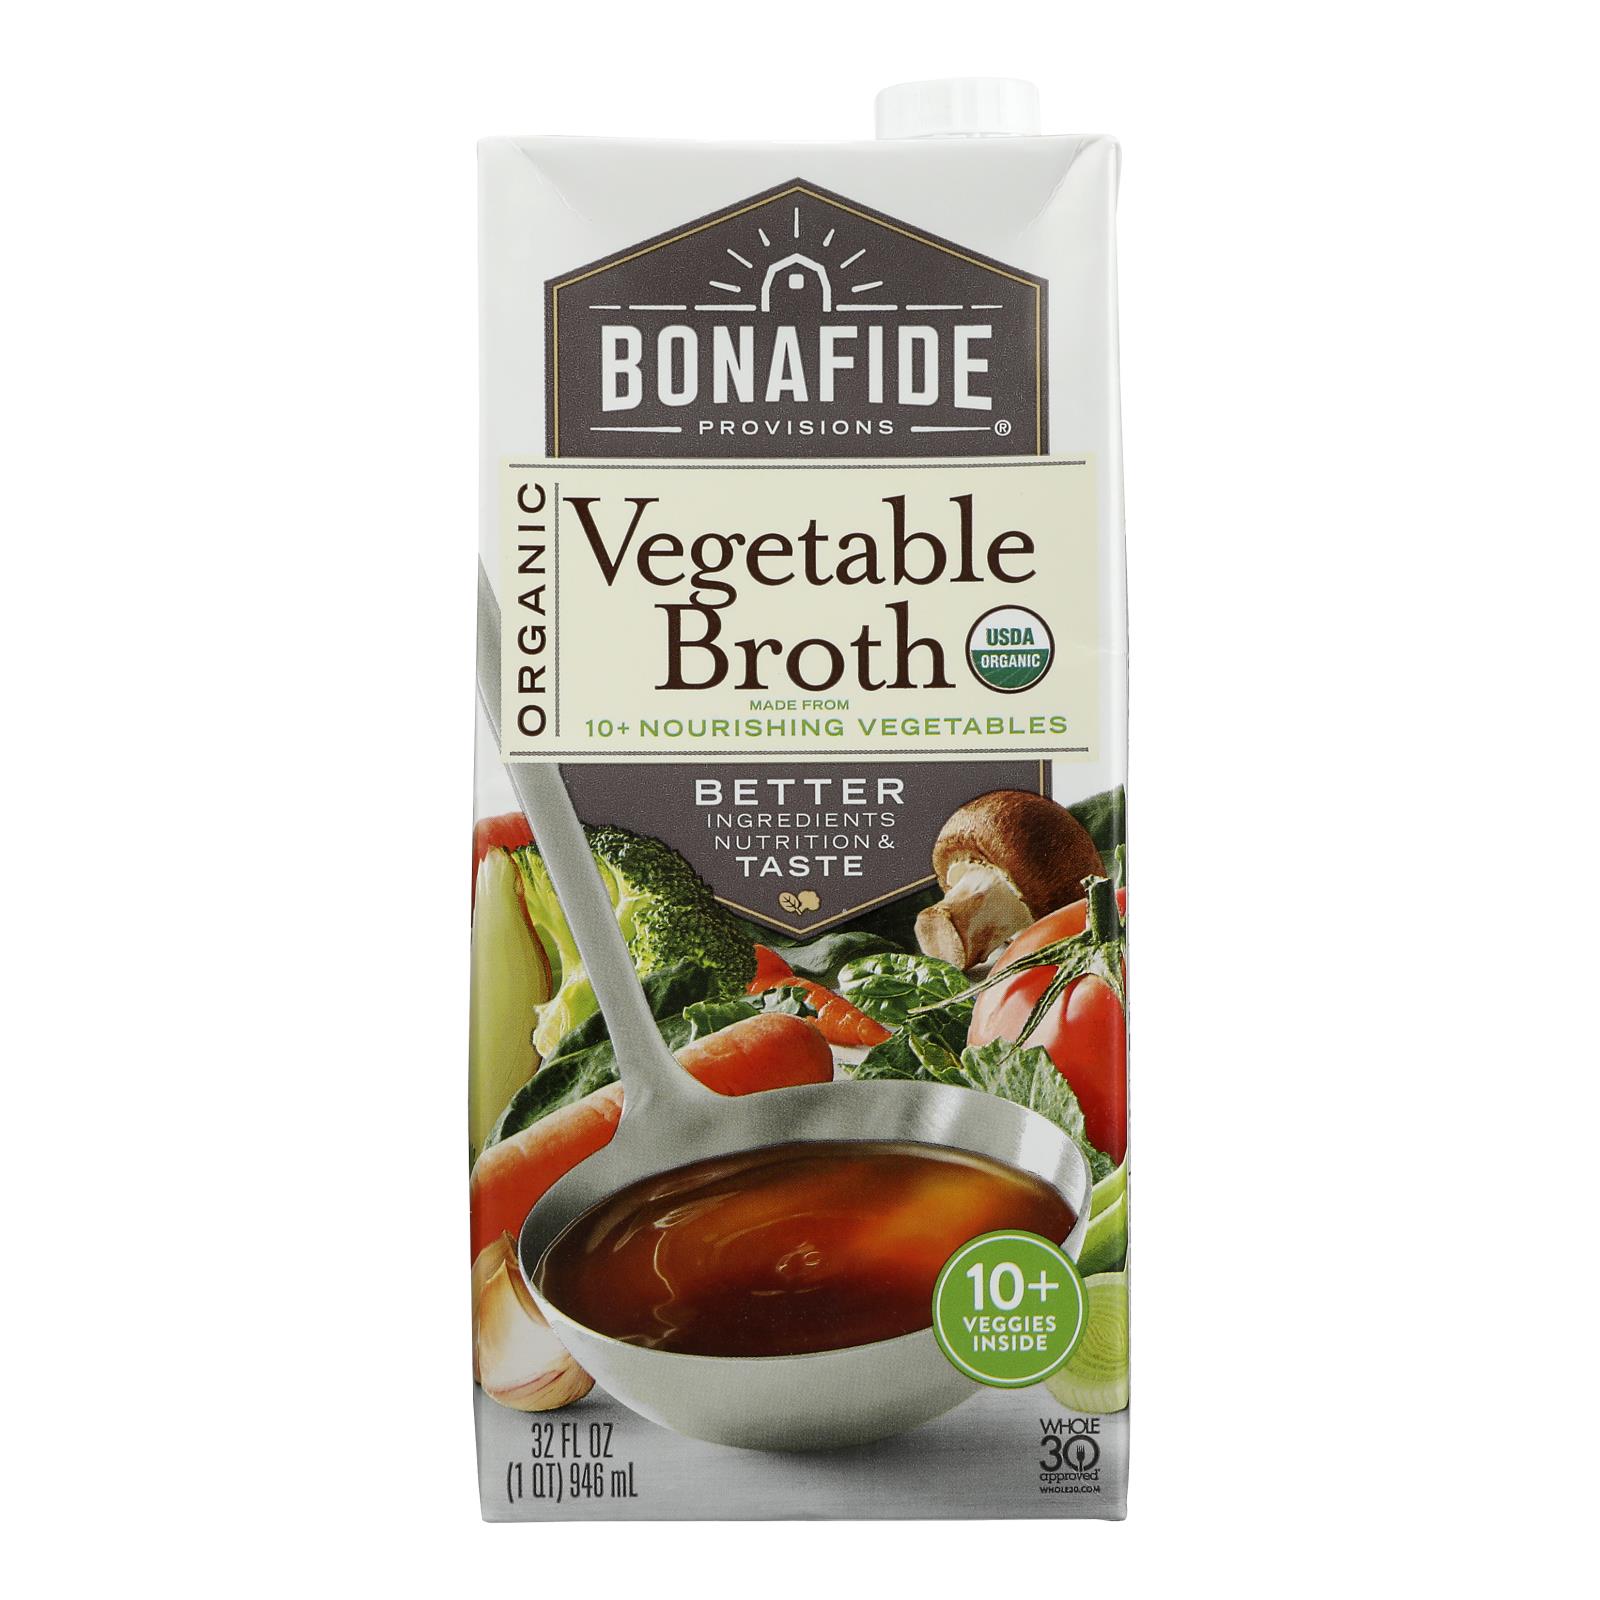 BONAFIDE
PROVISIONS ®
ORGANIC
Vegetable
Broth
USDA
ORGANIC
MADE FROM
10+ NOURISHING VEGETABLES
BETTER
INGREDIENTS
NUTRITION &
TASTE
10+
VEGGIES
INSIDE
32 FL OZ
(1 QT) 946 mL
WHOLE
30
approved
WHOLE30.COM